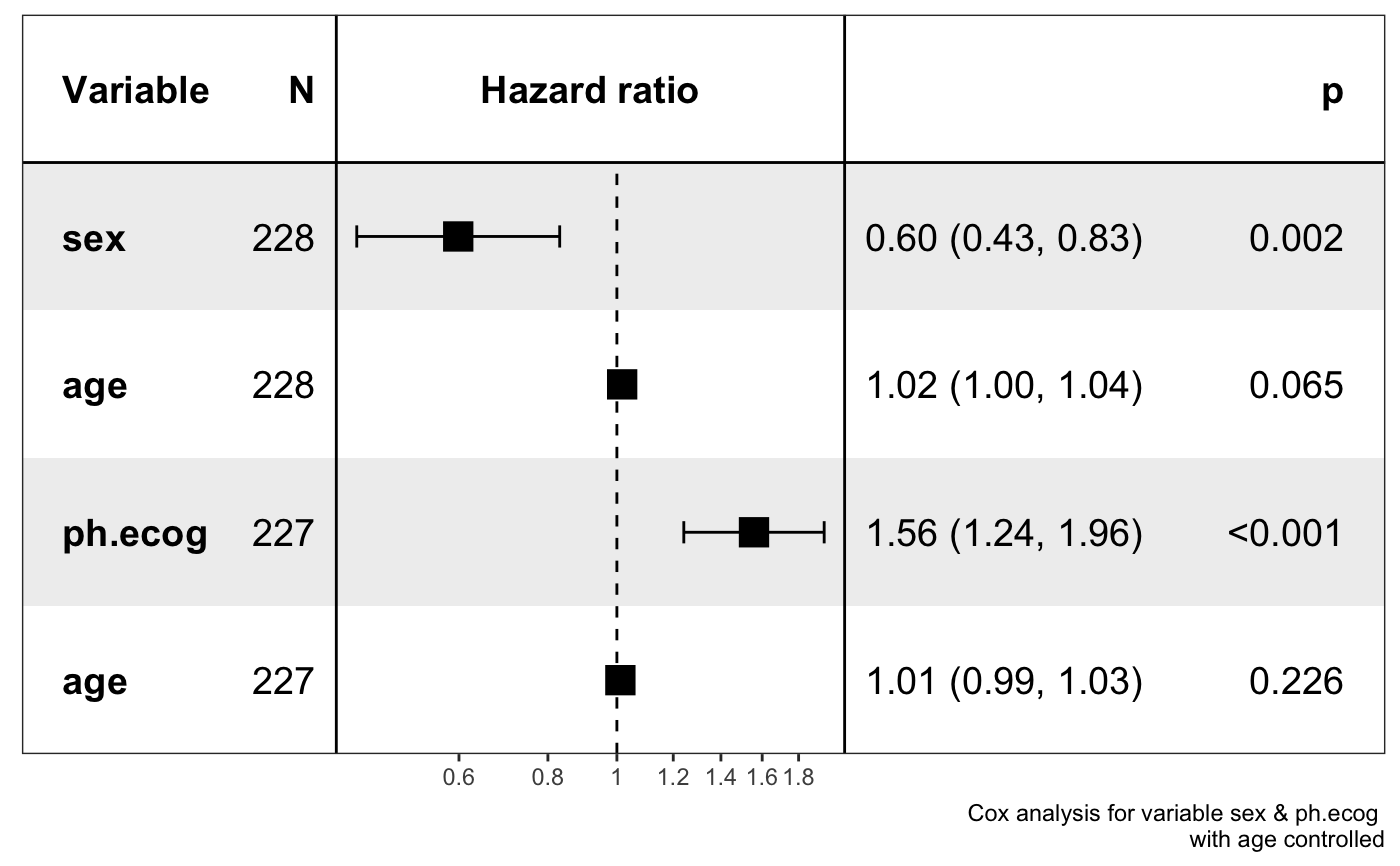 Variable N Hazard ratio p
sex 228 0.60 (0.43, 0.83) 0.002
age 228 1.02 (1.00, 1.04) 0.065
ph.ecog 227 1.56 (1.24, 1.96) <0.001
age 227 1.01 (0.99, 1.03) 0.226
0.6 0.8 1 1.2 1.4 1.6 1.8
Cox analysis for variable sex & ph.ecog
with age controlled